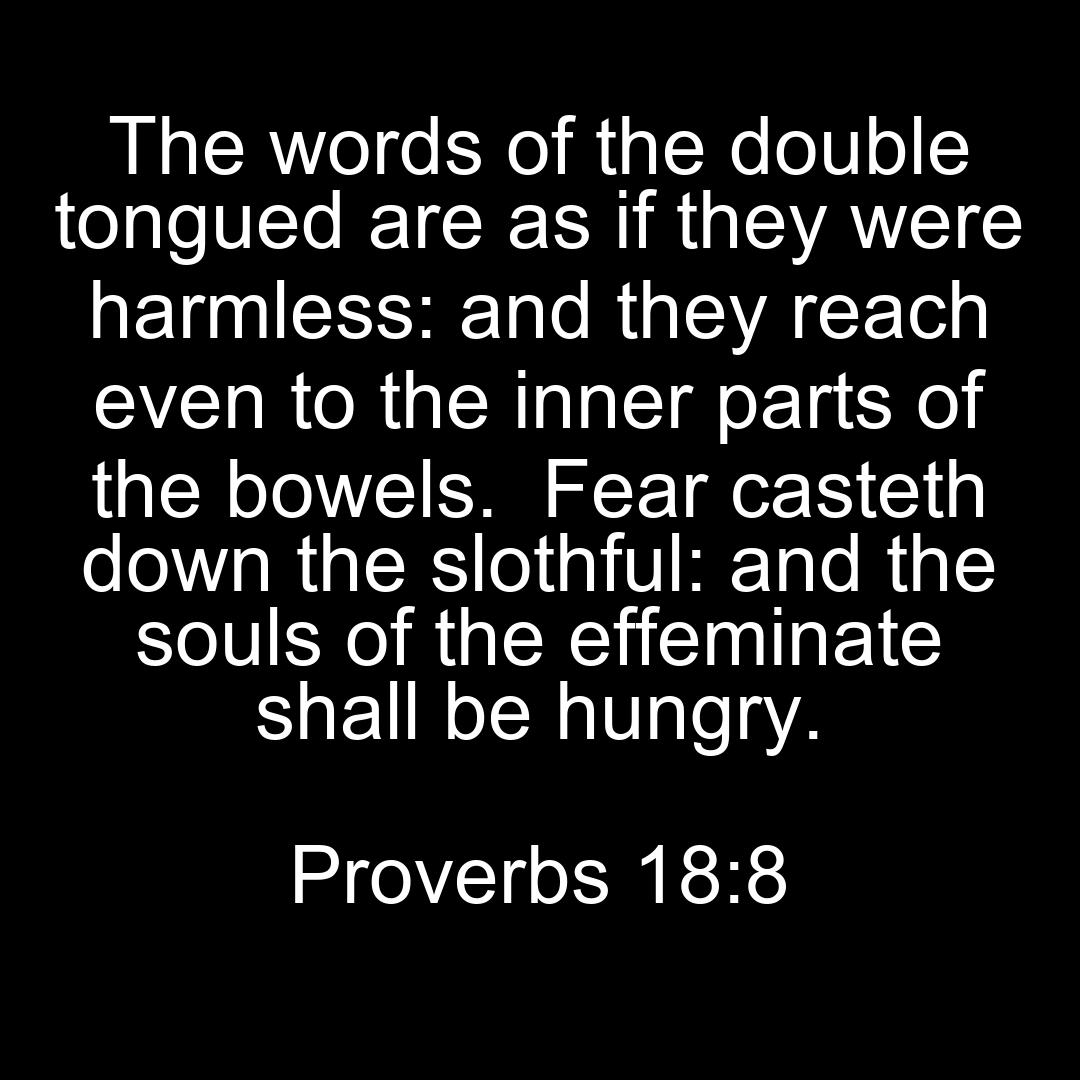 The words of the double
tongued are as if they were
harmless: and they reach
even to the inner parts of
the bowels.  Fear casteth
down the slothful: and the
souls of the effeminate
shall be hungry.
Proverbs 18:8